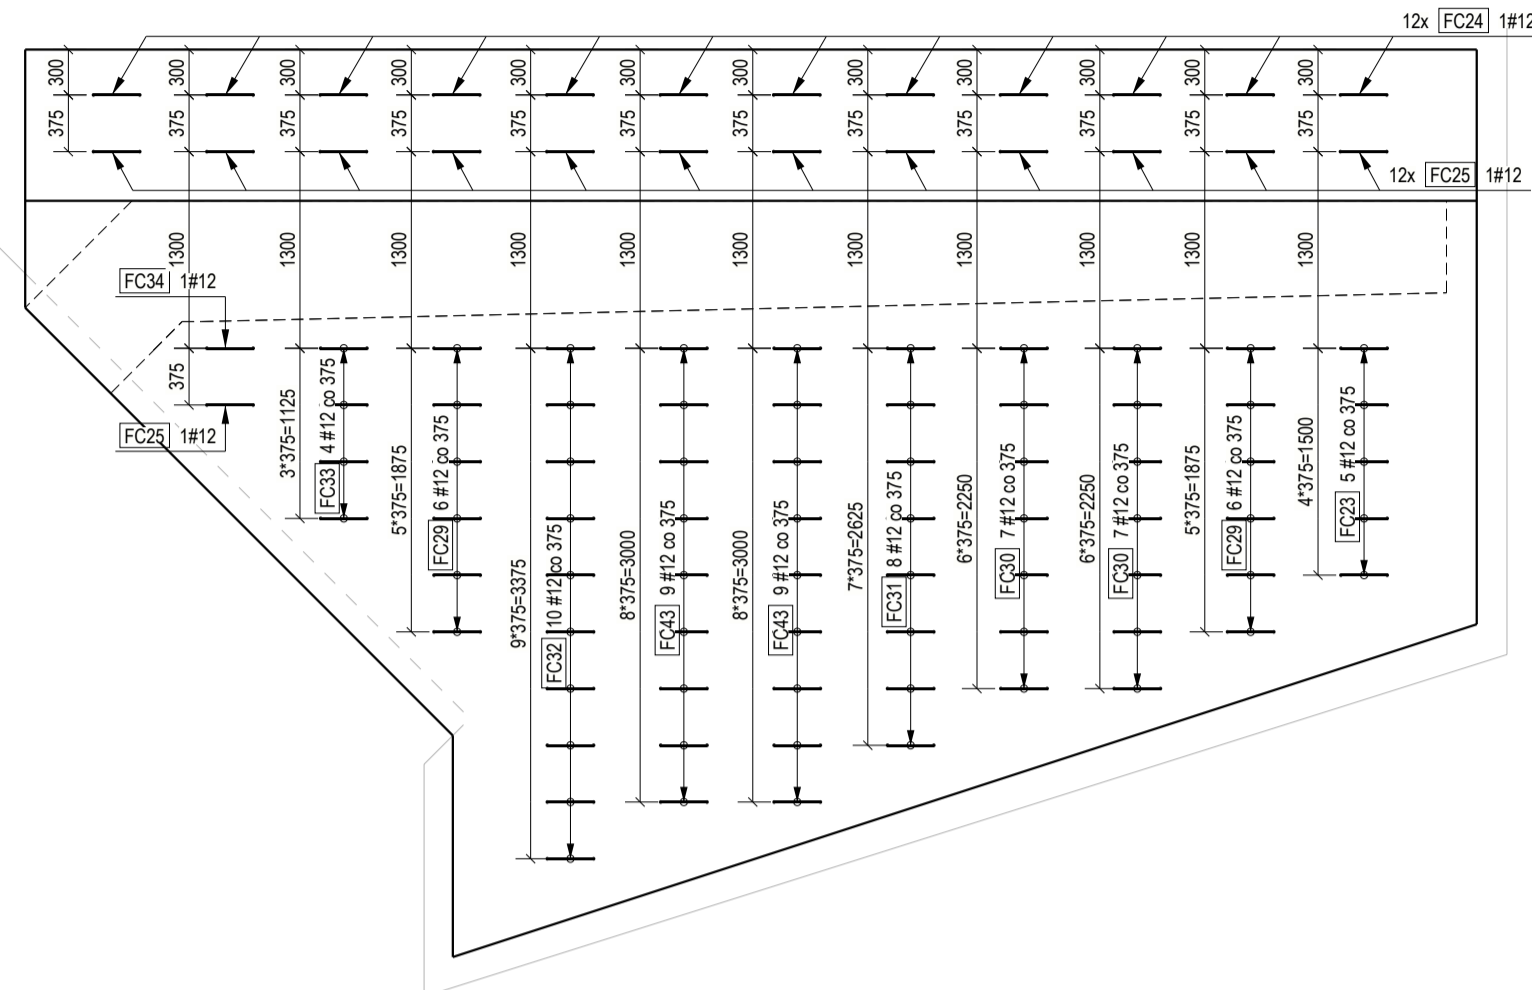 12x FC24 1#12
300 300 300 300 300 300 300 300 300 300 300 300
375 375 375 375 375 375 375 375 375 375 375 375
12x FC25 1#12
1300 1300 1300 1300 1300 1300 1300 1300 1300 1300 1300
FC34 1#12
375
FC25 1#12
3*375=1125
FC33 4 #12 co 375
5*375=1875
FC29 6 #12 co 375
9*375=3375
FC32 10 #12 co 375
8*375=3000
FC43 9 #12 co 375
8*375=3000
FC43 9 #12 co 375
7*375=2625
FC31 8 #12 co 375
6*375=2250
FC30 7 #12 co 375
6*375=2250
FC30 7 #12 co 375
5*375=1875
FC29 6 #12 co 375
4*375=1500
FC23 5 #12 co 375